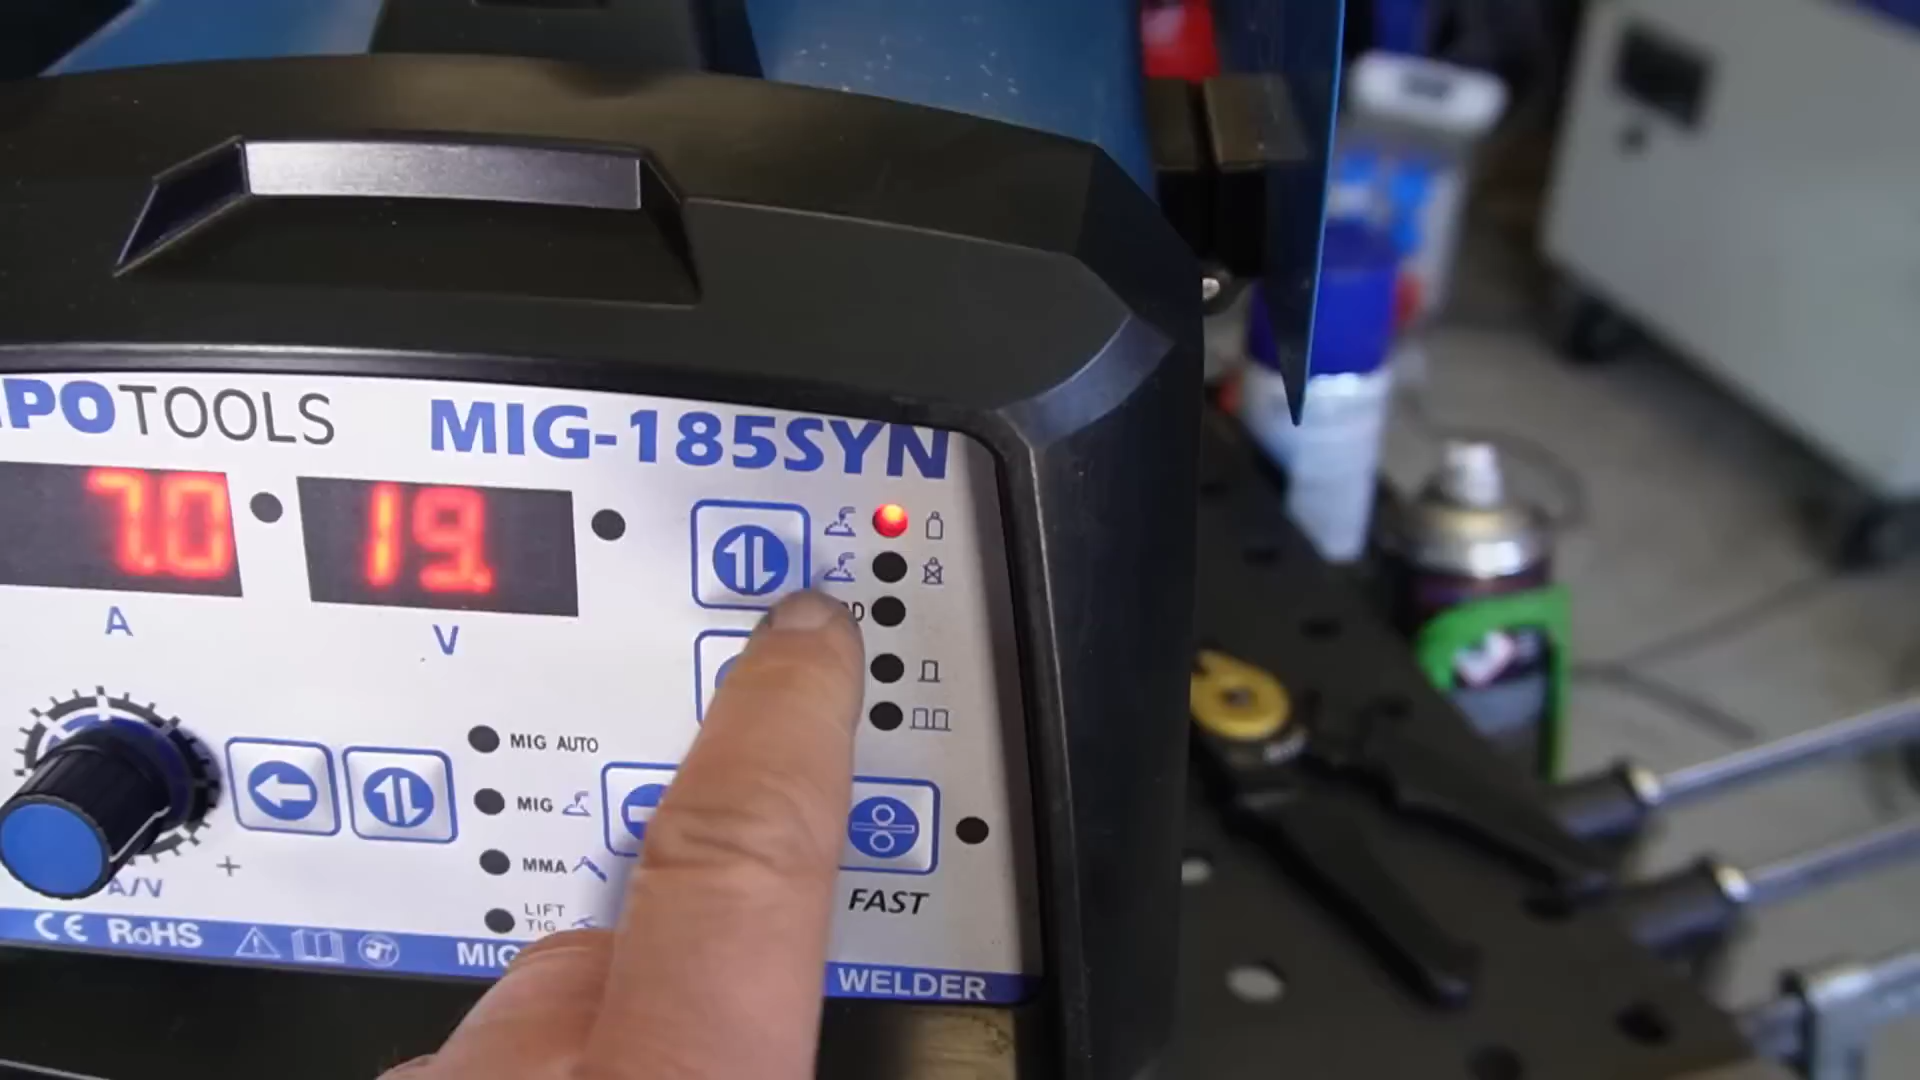 POTOOLS MIG-185SYN
7.0 19.
A V
MIG AUTO
MIG
MMA
LIFT
TIG
+
A/V
FAST
CE RoHS MIG WELDER